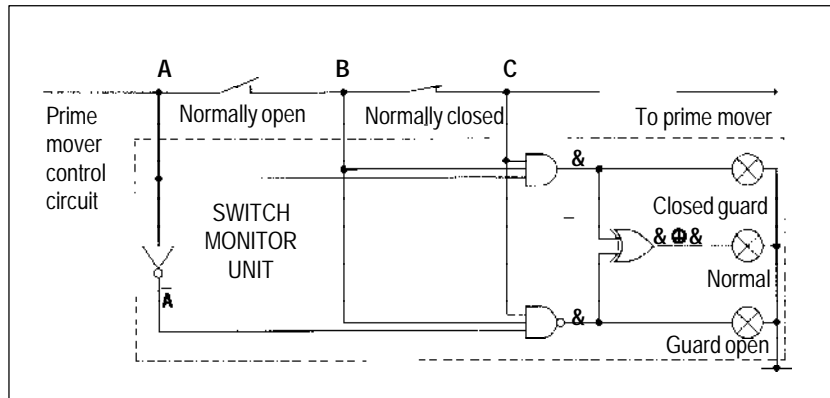 A B C
Normally open Normally closed To prime mover
Prime
mover
control
circuit
&
SWITCH
MONITOR
UNIT
Closed guard
& ⊕ &
Normal
A̅
&
Guard open